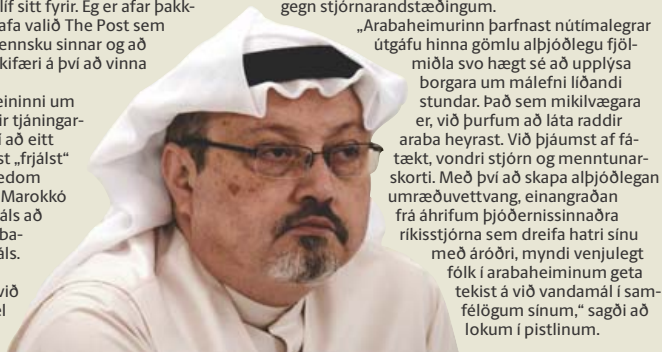 líf sitt fyrir. Ég er afar þakk-
afa valið The Post sem
ennsku sinnar og að
kifæri á því að vinna
eininni um
ir tjáningar-
í að eitt
st „frjálst“
edom
Marokkó
áls að
ba-
áls.
við
el
gegn stjórnarandstæðingum.
„Arabaheimurinn þarfnast nútímalegrar
útgáfu hinna gömlu alþjóðlegu fjöl-
miðla svo hægt sé að upplýsa
borgara um málefni líðandi
stundar. Það sem mikilvægara
er, við þurfum að láta raddir
araba heyrast. Við þjáumst af fá-
tækt, vondri stjórn og menntunar-
skorti. Með því að skapa alþjóðlegan
umræðuvettvang, einangraðan
frá áhrifum þjóðernissinnaðra
ríkisstjórna sem dreifa hatri sínu
með áróðri, myndi venjulegt
fólk í arabaheiminum geta
tekist á við vandamál í sam-
félögum sínum,“ sagði að
lokum í pistlinum.